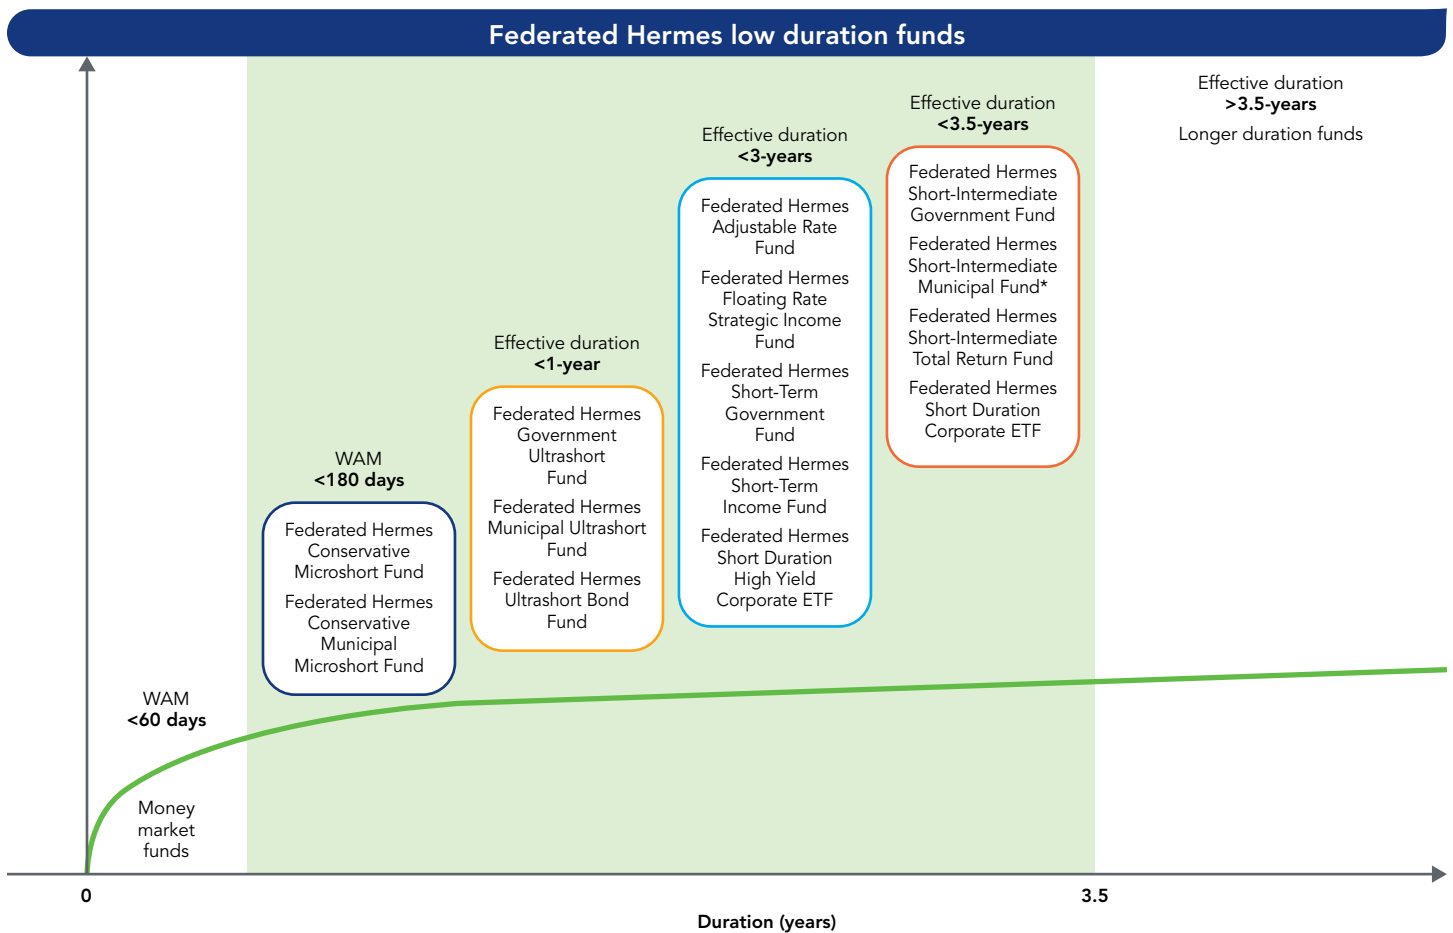 Federated Hermes low duration funds
WAM
<60 days
Money
market
funds
WAM
<180 days
Federated Hermes
Conservative
Microshort Fund
Federated Hermes
Conservative
Municipal
Microshort Fund
Effective duration
<1-year
Federated Hermes
Government
Ultrashort
Fund
Federated Hermes
Municipal Ultrashort
Fund
Federated Hermes
Ultrashort Bond
Fund
Effective duration
<3-years
Federated Hermes
Adjustable Rate
Fund
Federated Hermes
Floating Rate
Strategic Income
Fund
Federated Hermes
Short-Term
Government
Fund
Federated Hermes
Short-Term
Income Fund
Federated Hermes
Short Duration
High Yield
Corporate ETF
Effective duration
<3.5-years
Federated Hermes
Short-Intermediate
Government Fund
Federated Hermes
Short-Intermediate
Municipal Fund*
Federated Hermes
Short-Intermediate
Total Return Fund
Federated Hermes
Short Duration
Corporate ETF
Effective duration
>3.5-years
Longer duration funds
0
3.5
Duration (years)